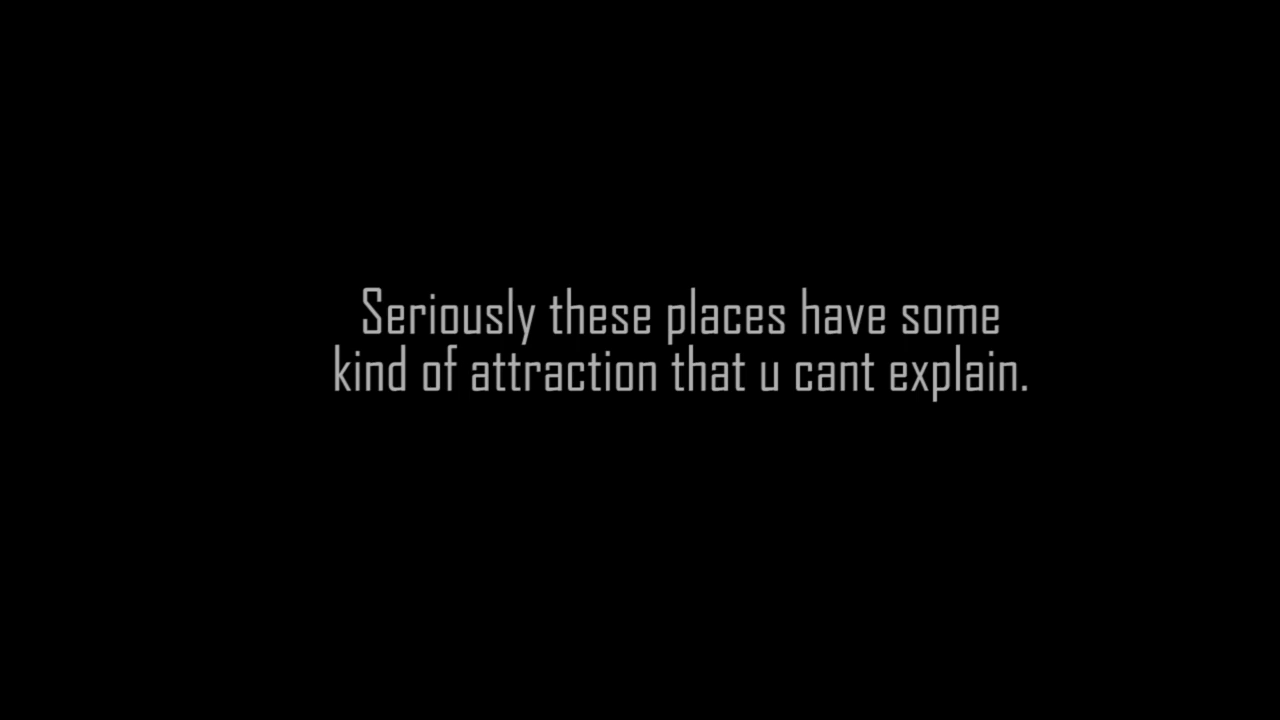 Seriously these places have some
kind of attraction that u cant explain.